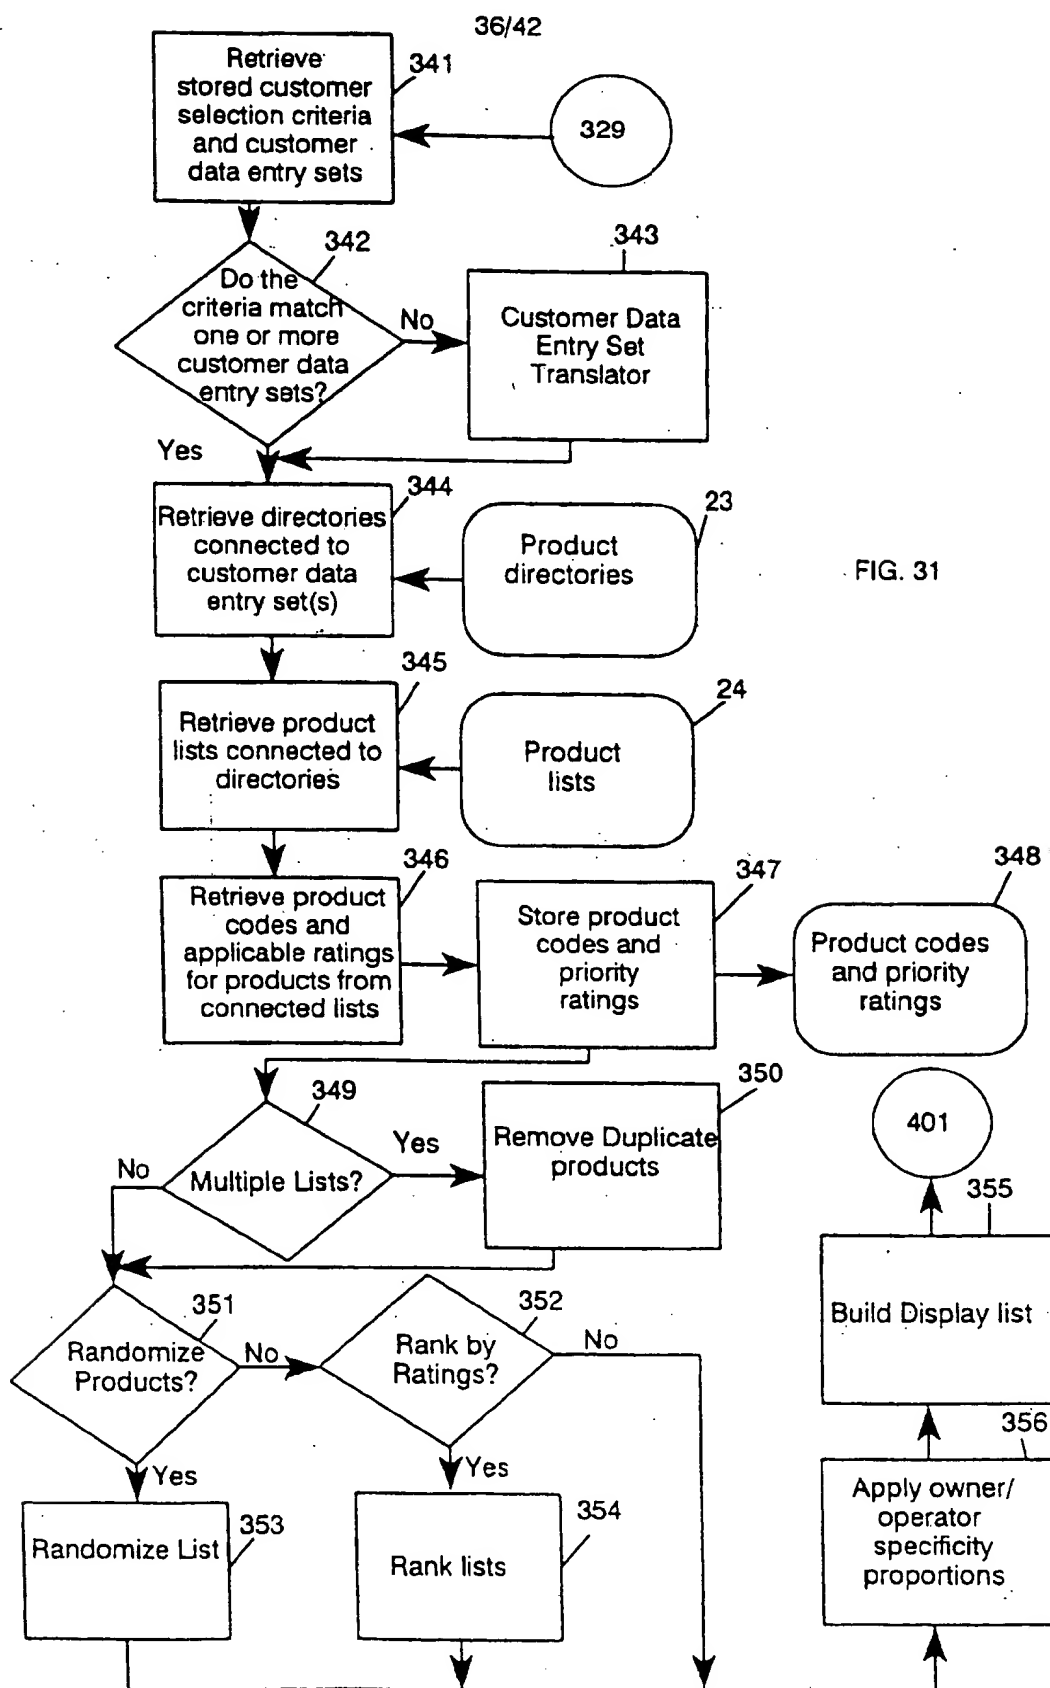 36/42
Retrieve
stored customer
selection criteria
and customer
data entry sets
341
329
342
Do the
criteria match
one or more
customer data
entry sets?
No
343
Customer Data
Entry Set
Translator
Yes
344
Retrieve directories
connected to
customer data
entry set(s)
23
Product
directories
FIG. 31
345
Retrieve product
lists connected to
directories
24
Product
lists
346
Retrieve product
codes and
applicable ratings
for products from
connected lists
347
Store product
codes and
priority
ratings
348
Product codes
and priority
ratings
349
Multiple Lists?
Yes
No
350
Remove Duplicate
products
401
355
Build Display list
351
Randomize
Products?
No
352
Rank by
Ratings?
No
356
Apply owner/
operator
specificity
proportions
Yes
353
Randomize List
Yes
354
Rank lists